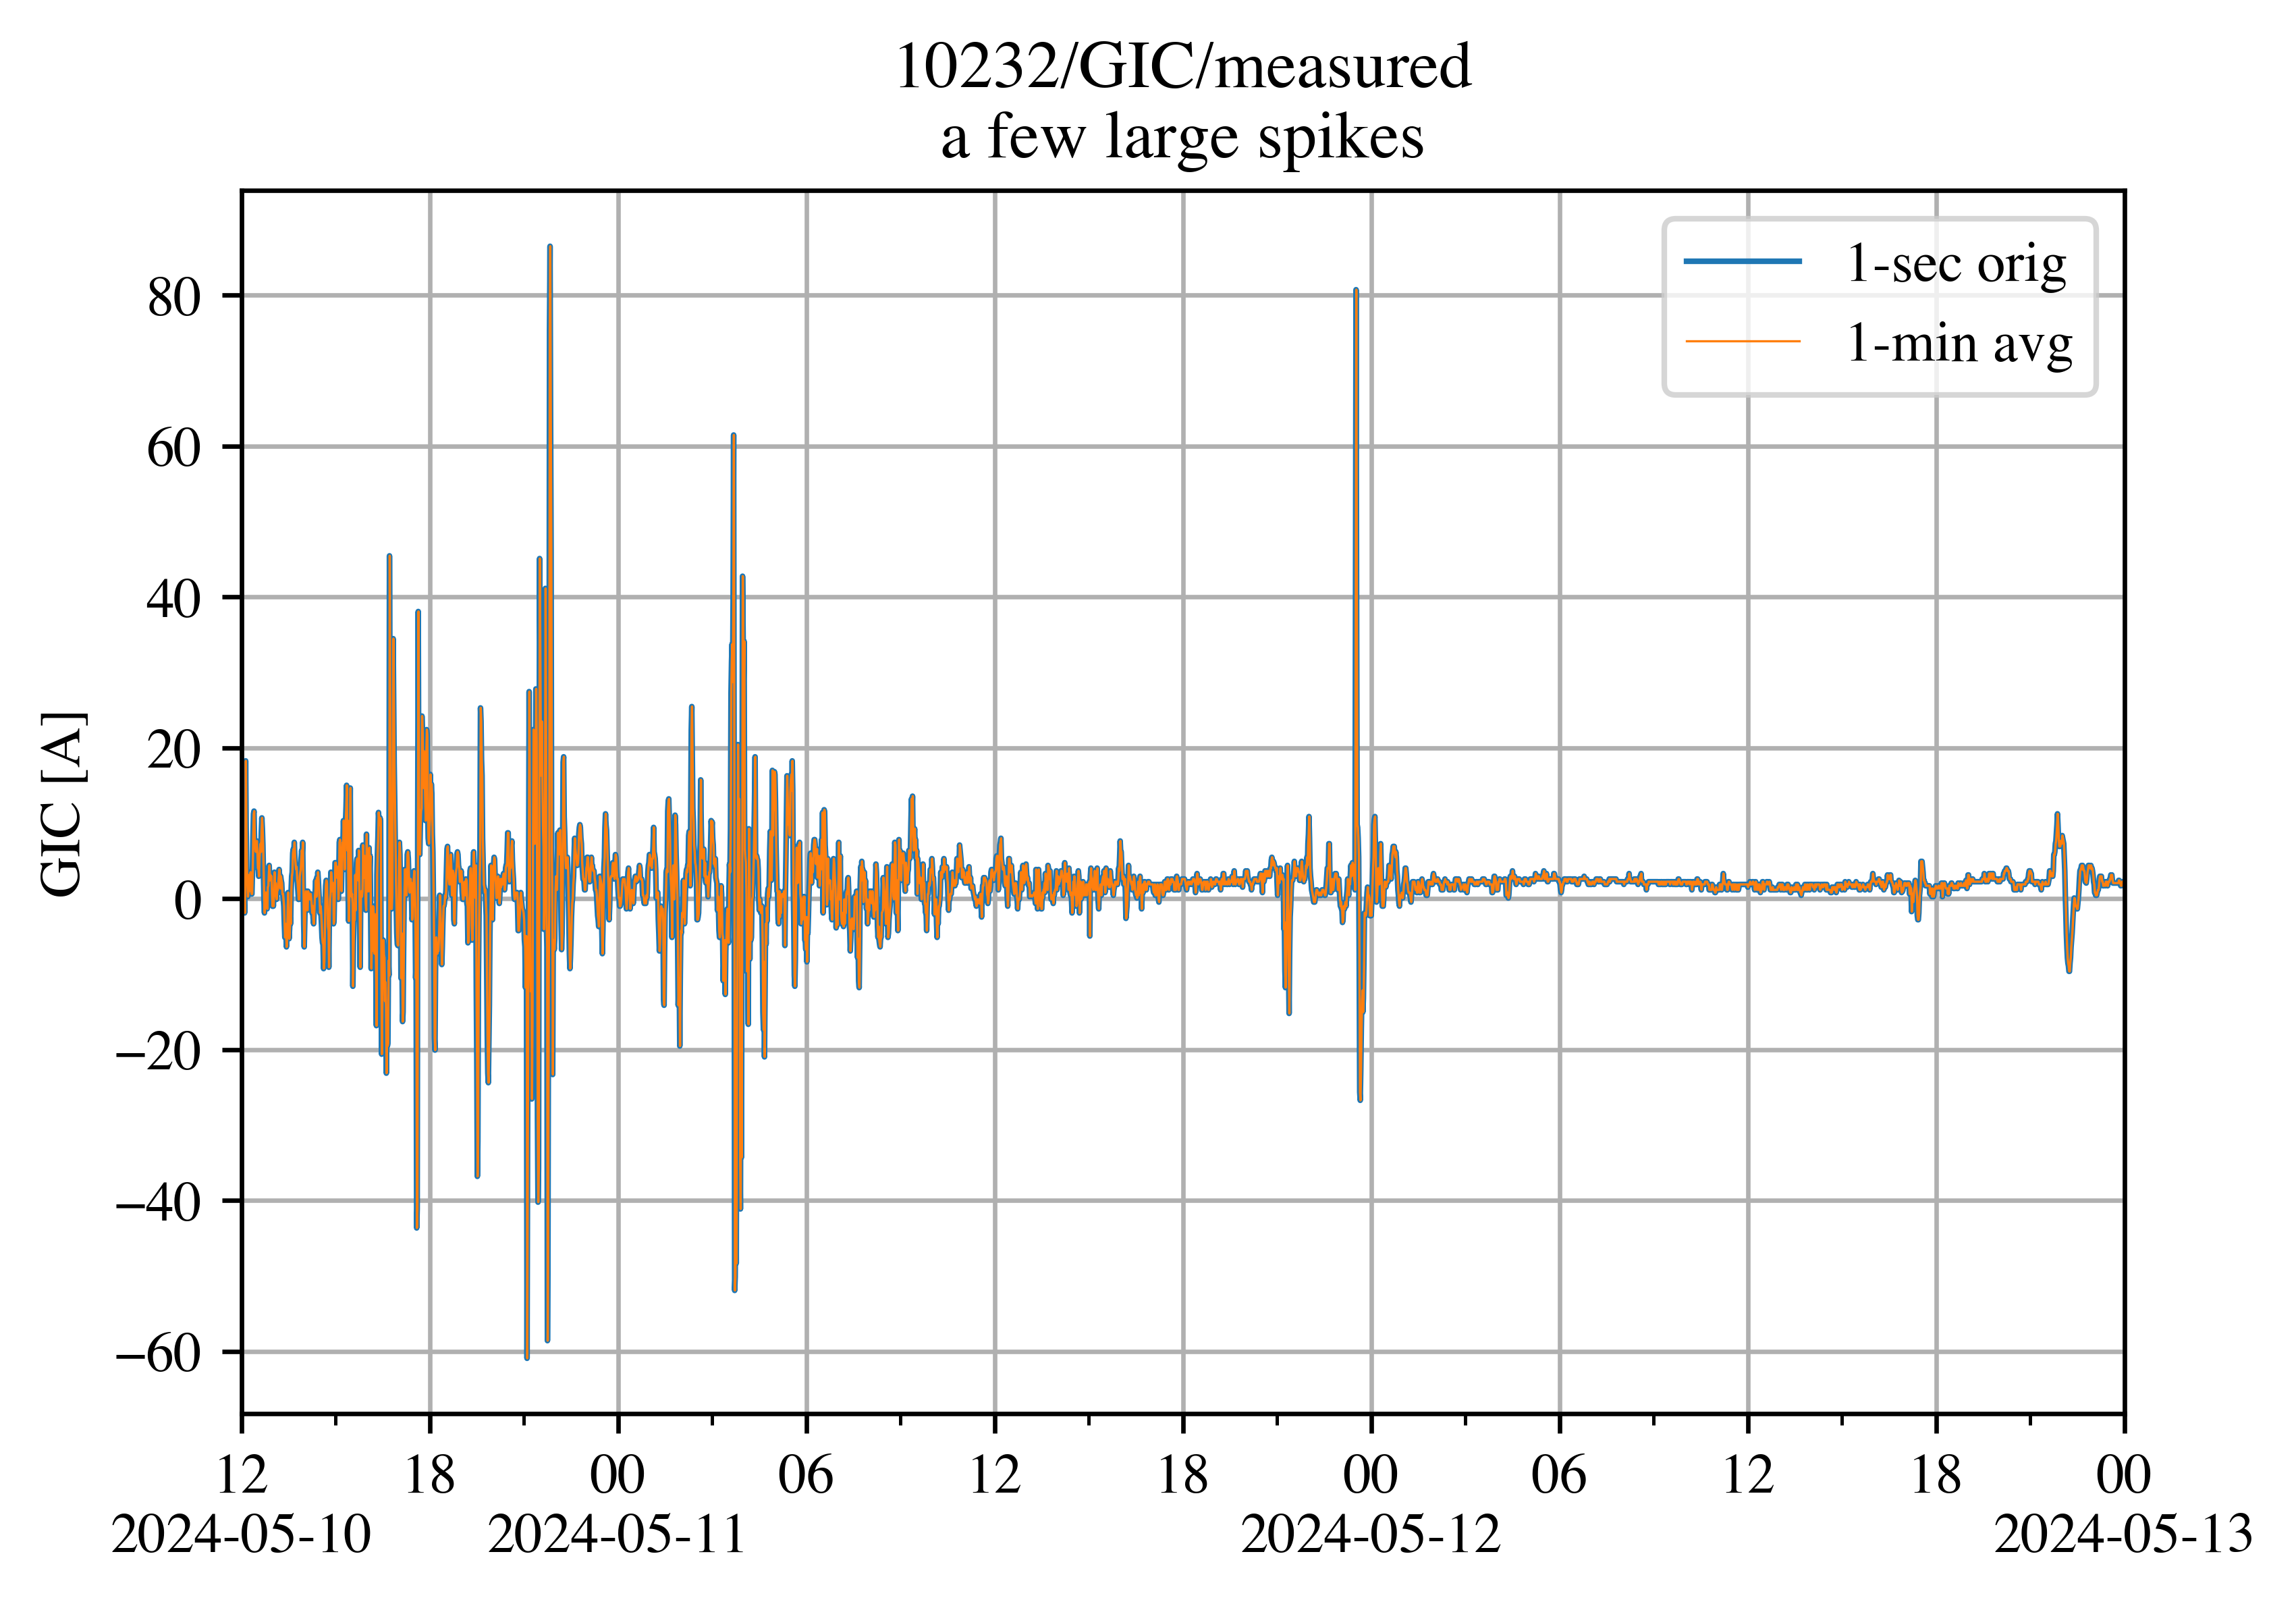 10232/GIC/measured
a few large spikes
1-sec orig
1-min avg
GIC [A]
80
60
40
20
0
−20
−40
−60
12 18 00 06 12 18 00 06 12 18 00
2024-05-10 2024-05-11 2024-05-12 2024-05-13